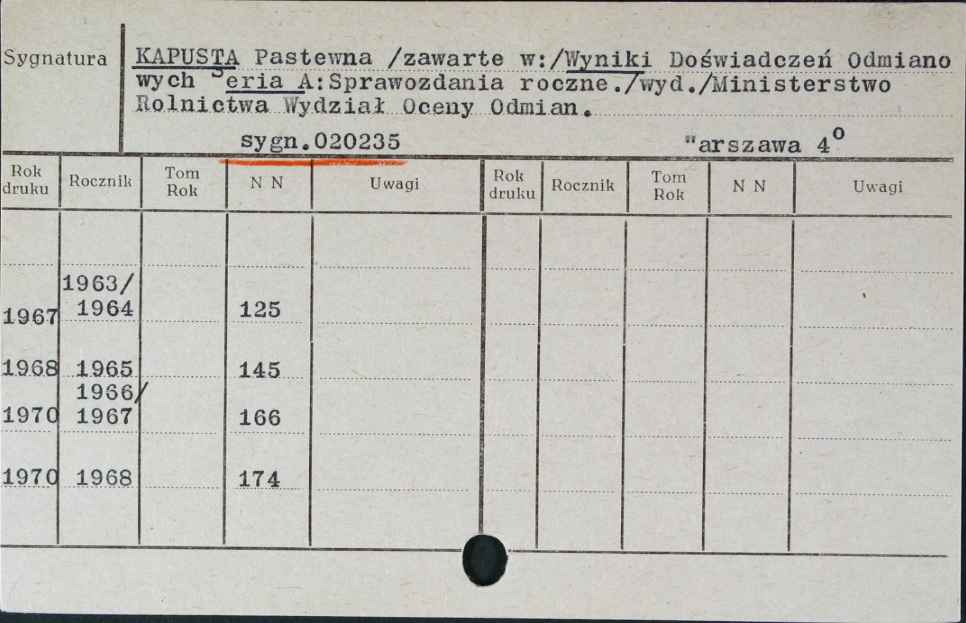 Sygnatura
KAPUSTA Pastewna /zawarte w:/Wyniki Doświadczeń Odmiano
wych Seria A:Sprawozdania roczne./wyd./Ministerstwo
Rolnictwa Wydział Oceny Odmian.
sygn.020235 Warszawa 4°
Rok druku Rocznik Tom Rok N N Uwagi Rok druku Rocznik Tom Rok N N Uwagi
1963/
1967 1964 125
1968 1965 145
1966/
1970 1967 166
1970 1968 174